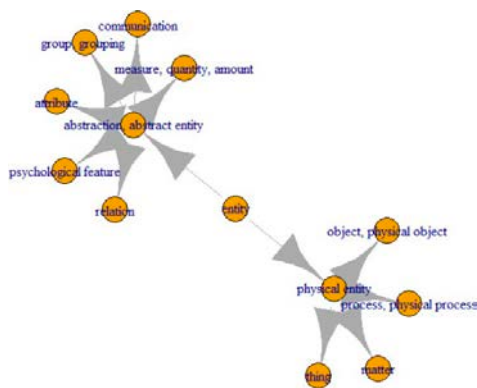 communication
group, grouping
measure, quantity, amount
attribute
abstraction, abstract entity
psychological feature
relation
entity
object, physical object
physical entity
process, physical process
thing
matter